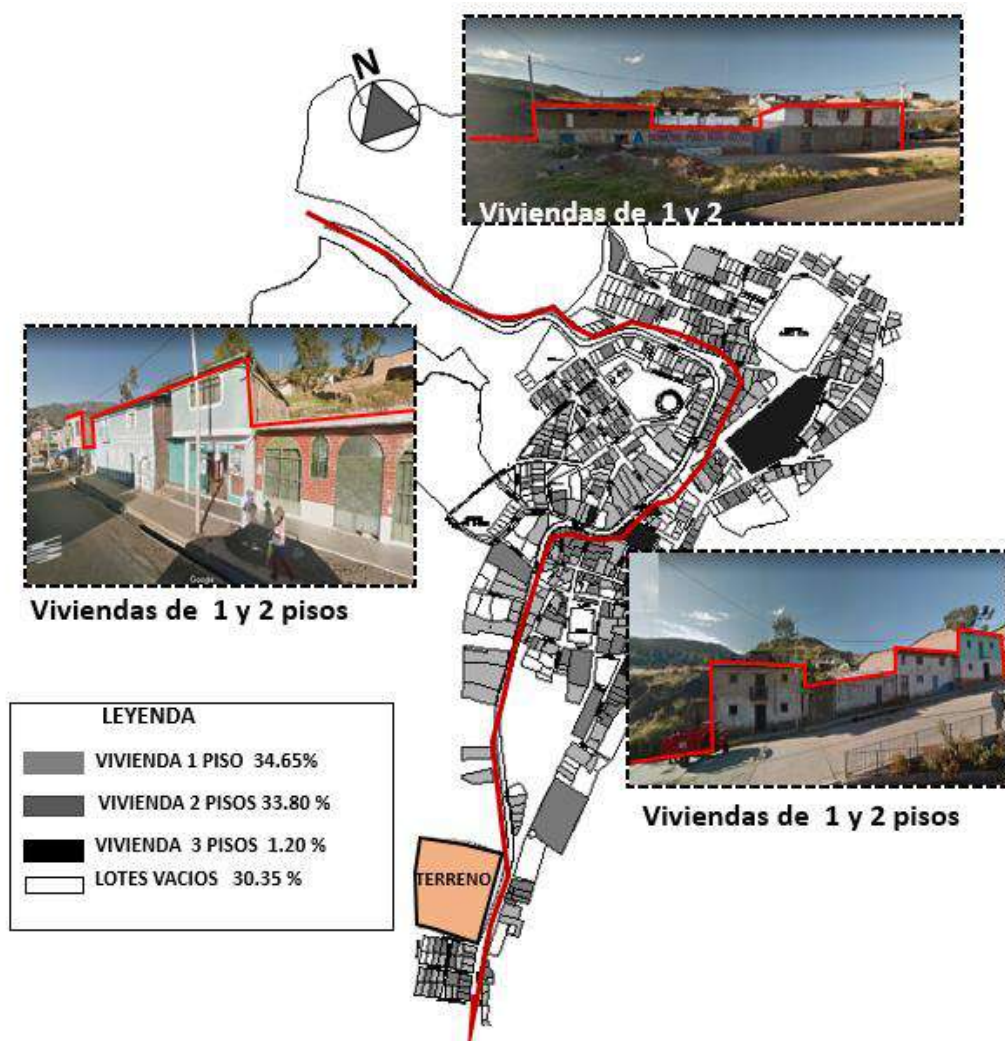 N
Viviendas de 1 y 2
Viviendas de 1 y 2 pisos
Google
Viviendas de 1 y 2 pisos
LEYENDA
VIVIENDA 1 PISO 34.65%
VIVIENDA 2 PISOS 33.80 %
VIVIENDA 3 PISOS 1.20 %
LOTES VACIOS 30.35 %
TERRENO